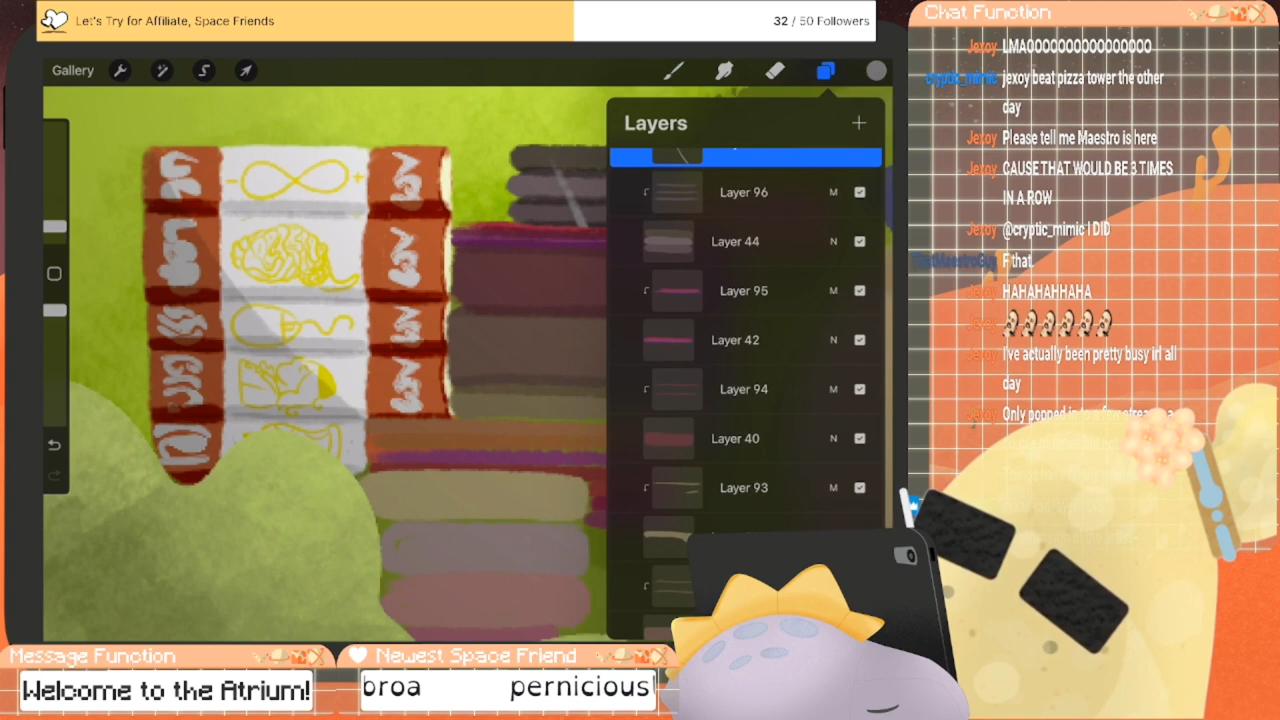 Let's Try for Affiliate, Space Friends
32 / 50 Followers
Gallery
Layers
Layer 96 M
Layer 44 N
Layer 95 M
Layer 42 N
Layer 94 M
Layer 40 N
Layer 93 M
Chat Function
Jexoy LMAOOOOOOOOOOOOOOO
cryptic_mimic jexoy beat pizza tower the other
day
Jexoy Please tell me Maestro is here
Jexoy CAUSE THAT WOULD BE 3 TIMES
IN A ROW
Jexoy @cryptic_mimic I DID
ThatMaestroGuy F that.
Jexoy HAHAHAHHAHA
Jexoy
Jexoy I've actually been pretty busy irl all
day
Jexoy Only popped
Message Function
Welcome to the Atrium!
Newest Space Friend
broa pernicious